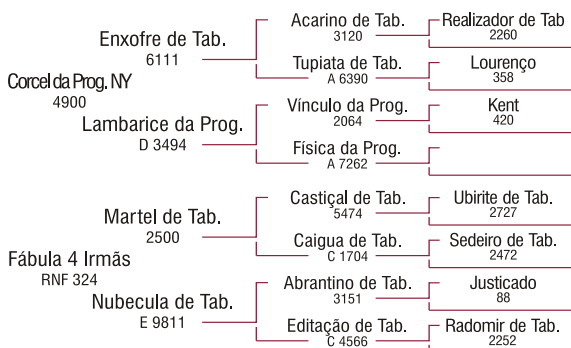 Enxofre de Tab.
6111
Acarino de Tab.
3120
Realizador de Tab
2260
Tupiata de Tab.
A 6390
Lourenço
358
Corcel da Prog. NY
4900
Lambarice da Prog.
D 3494
Vínculo da Prog.
2064
Kent
420
Física da Prog.
A 7262
Martel de Tab.
2500
Castiçal de Tab.
5474
Ubirite de Tab.
2727
Caigua de Tab.
C 1704
Sedeiro de Tab.
2472
Fábula 4 Irmãs
RNF 324
Nubecula de Tab.
E 9811
Abrantino de Tab.
3151
Justicado
88
Editação de Tab.
C 4566
Radomir de Tab.
2252